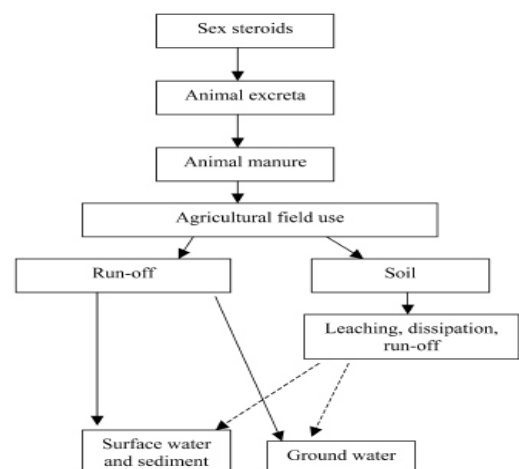 Sex steroids
Animal excreta
Animal manure
Agricultural field use
Run-off
Soil
Leaching, dissipation,
run-off
Surface water
and sediment
Ground water